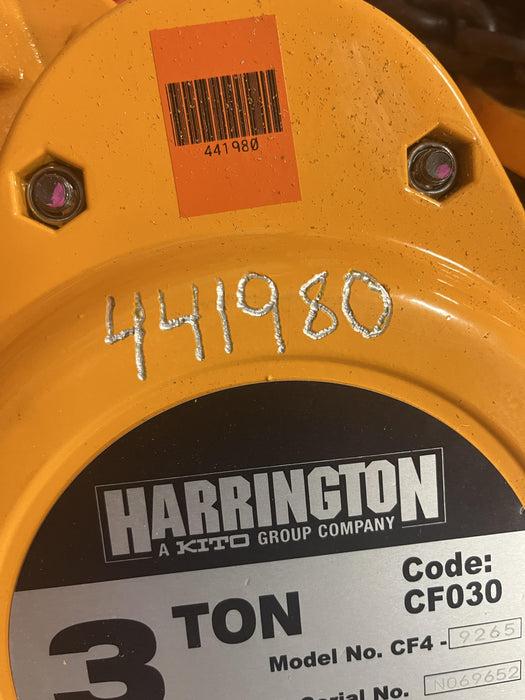 441980
441980
HARRINGTON
A KITO GROUP COMPANY
3 TON
Code:
CF030
Model No. CF4 - 9265
Serial No. N069652